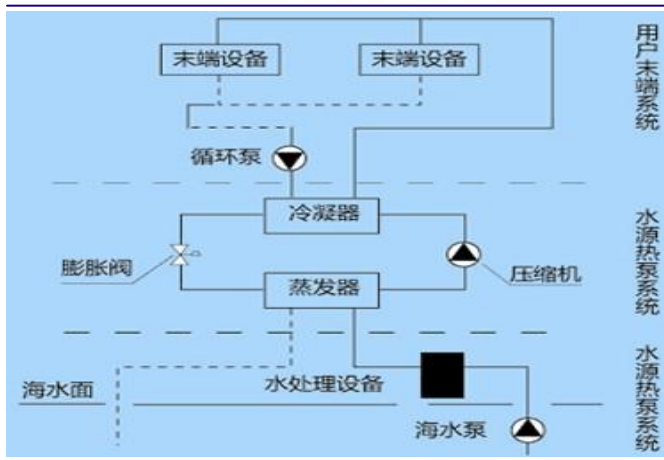 末端设备
末端设备
用户末端系统
循环泵
冷凝器
膨胀阀
压缩机
水源热泵系统
蒸发器
海水面
水处理设备
海水泵
水源热泵系统